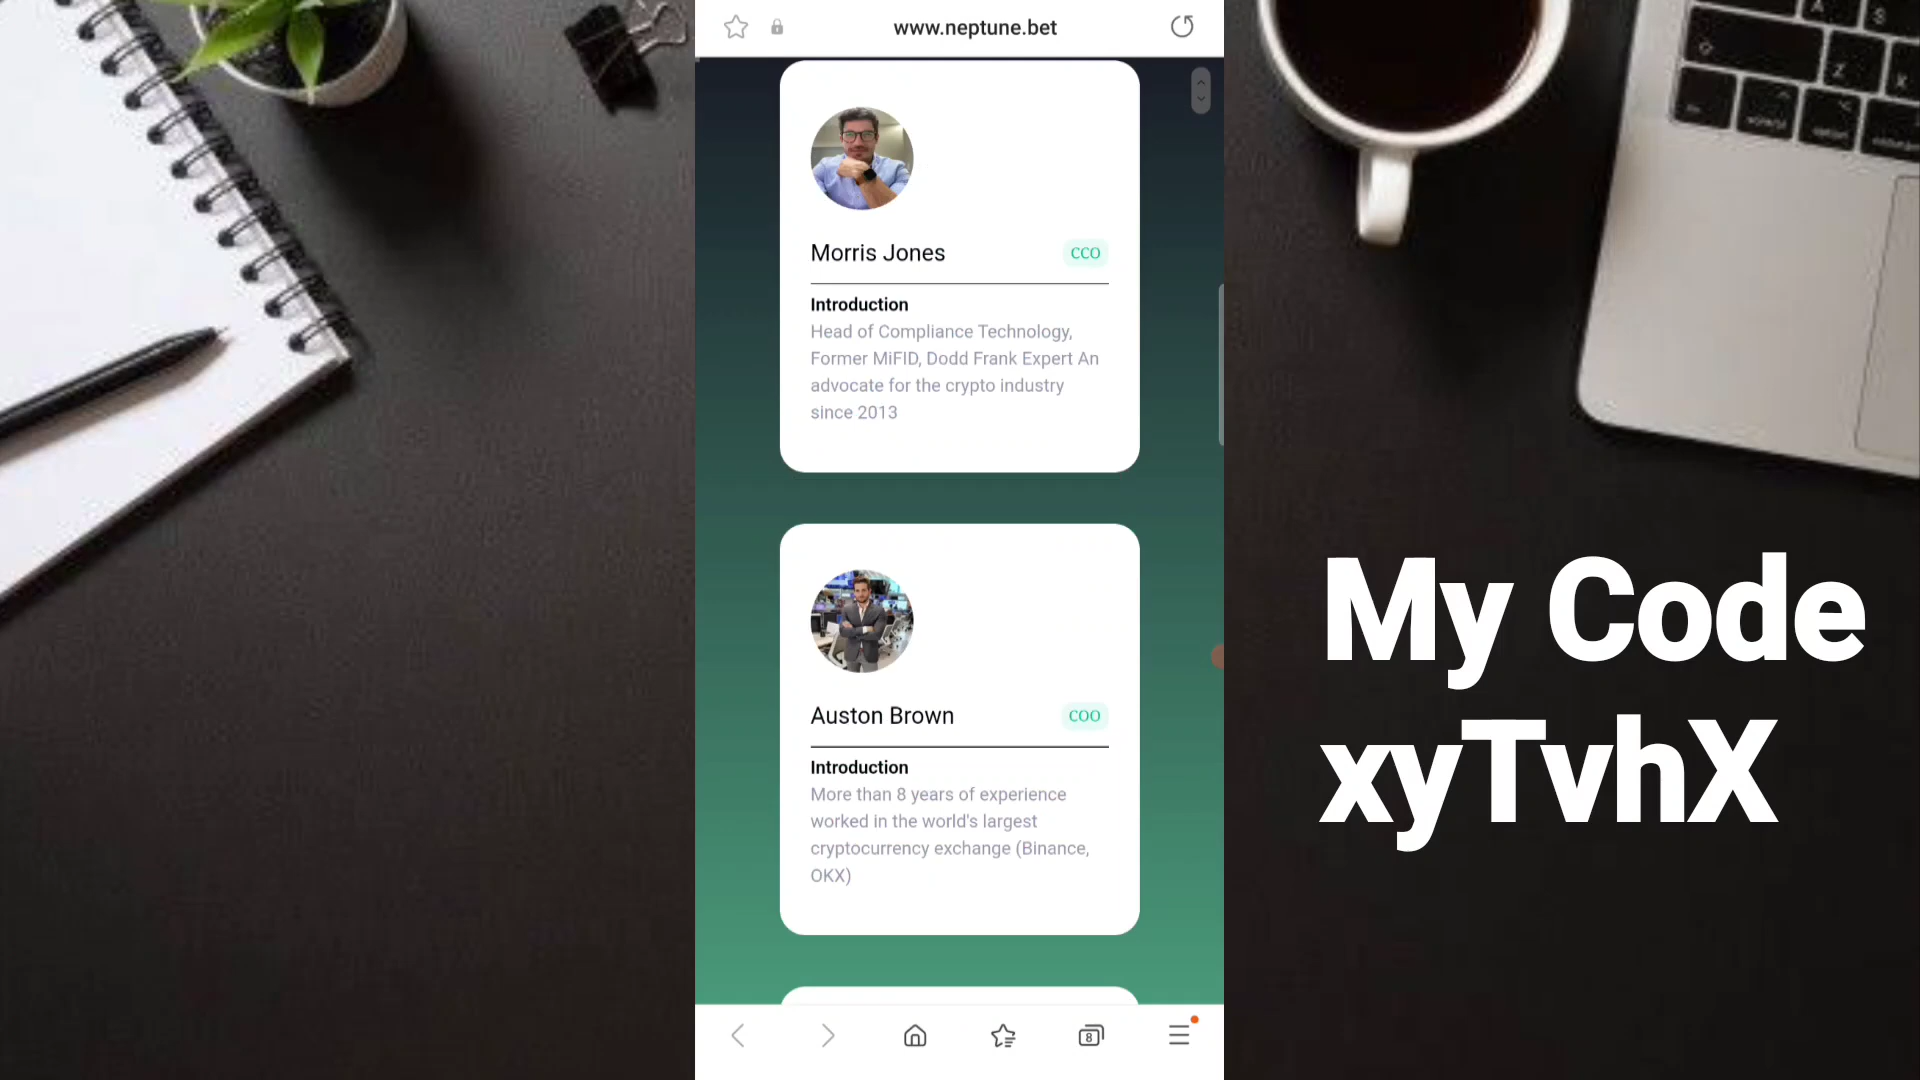 www.neptune.bet
Morris Jones
CCO
Introduction
Head of Compliance Technology,
Former MiFID, Dodd Frank Expert An
advocate for the crypto industry
since 2013
Auston Brown
COO
Introduction
More than 8 years of experience
worked in the world's largest
cryptocurrency exchange (Binance,
OKX)
8
My Code
xyTvhX
A
S
Z
X